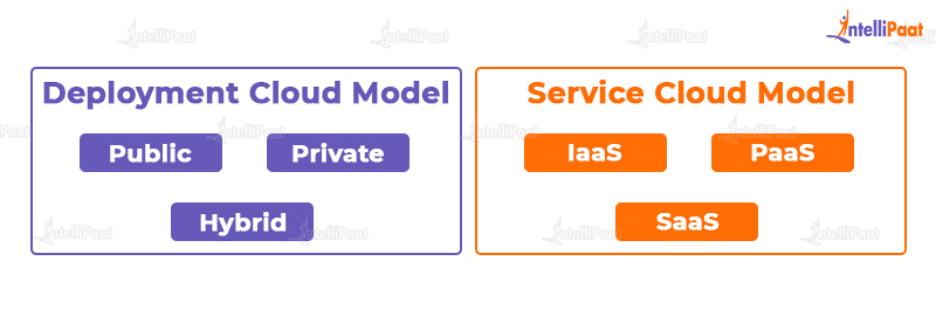 IntelliPaat
Deployment Cloud Model
Public
Private
Hybrid
Service Cloud Model
IaaS
PaaS
SaaS